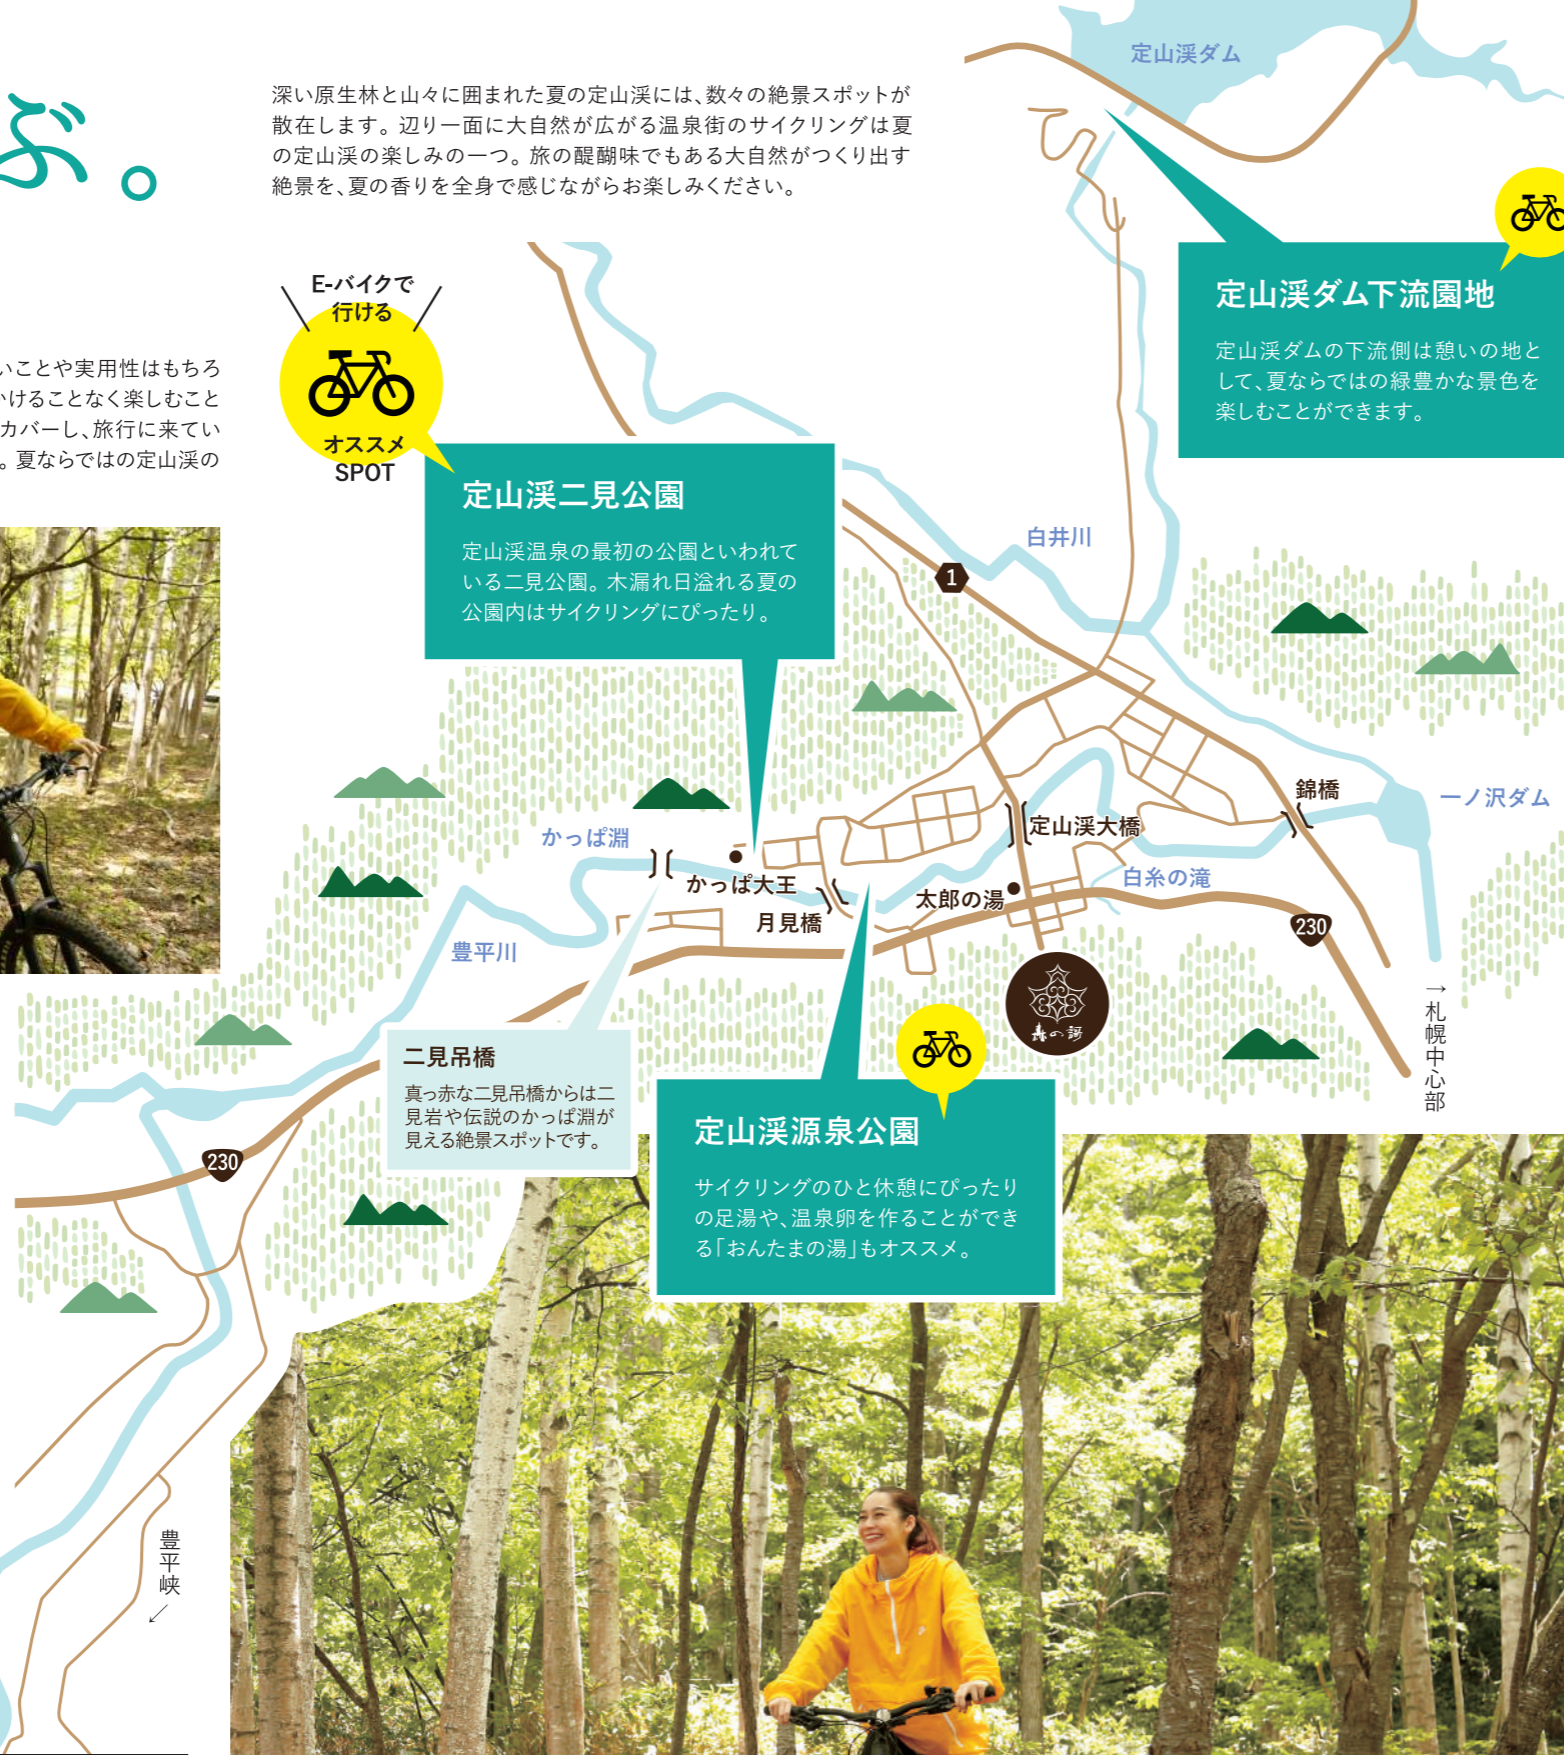 ぶ。
深い原生林と山々に囲まれた夏の定山渓には、数々の絶景スポットが
散在します。辺り一面に大自然が広がる温泉街のサイクリングは夏
の定山渓の楽しみの一つ。旅の醍醐味でもある大自然がつくり出す
絶景を、夏の香りを全身で感じながらお楽しみください。
いことや実用性はもちろ
かけることなく楽しむこと
カバーし、旅行に来てい
。夏ならではの定山渓の
E-バイクで
行ける
オススメ
SPOT
定山渓ダム
定山渓ダム下流園地
定山渓ダムの下流側は憩いの地と
して、夏ならではの緑豊かな景色を
楽しむことができます。
定山渓二見公園
定山渓温泉の最初の公園といわれて
いる二見公園。木漏れ日溢れる夏の
公園内はサイクリングにぴったり。
白井川
1
錦橋
一ノ沢ダム
定山渓大橋
かっぱ淵
かっぱ大王
白糸の滝
太郎の湯
月見橋
230
豊平川
森の謌
→札幌中心部
二見吊橋
真っ赤な二見吊橋からは二
見岩や伝説のかっぱ淵が
見える絶景スポットです。
定山渓源泉公園
サイクリングのひと休憩にぴったり
の足湯や、温泉卵を作ることができ
る「おんたまの湯」もオススメ。
230
豊平峡
↙